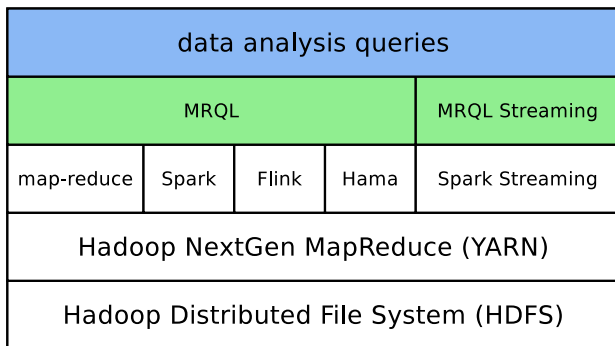 data analysis queries
MRQL MRQL Streaming
map-reduce Spark Flink Hama Spark Streaming
Hadoop NextGen MapReduce (YARN)
Hadoop Distributed File System (HDFS)